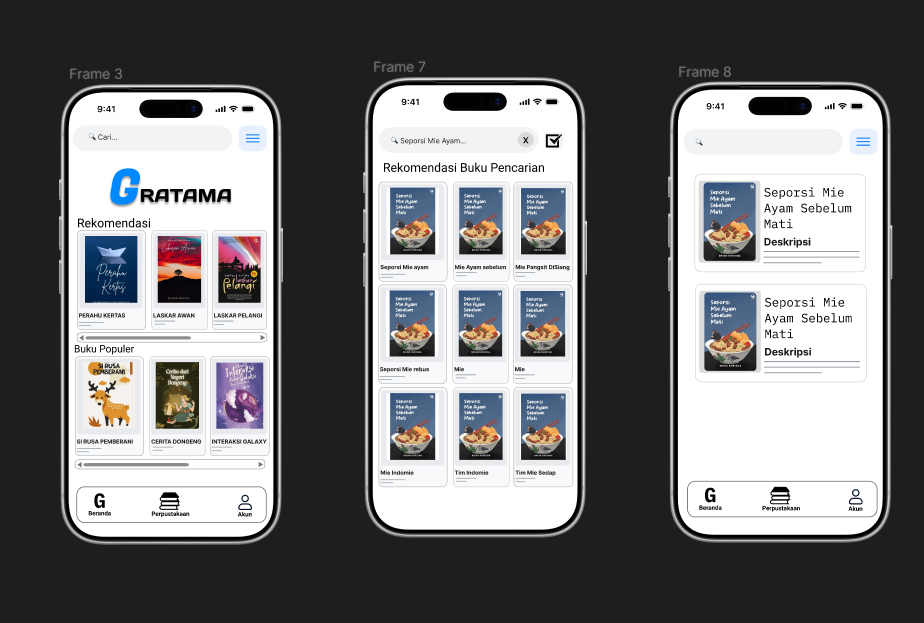 Frame 3
9:41
Cari...
GRATAMA
Rekomendasi
Perahu
Kertas
Lukisan Awan
Laskar
Pelangi
PERAHU KERTAS
LASKAR AWAN
LASKAR PELANGI
Buku Populer
SI RUSA
PEMBERANI
Cerita dari
Negeri
Dongeng
Interaksi
SI RUSA PEMBERANI
CERITA DONGENG
INTERAKSI GALAXY
G
Beranda
Perpustakaan
Akun
Frame 7
9:41
Seporsi Mie Ayam...
X
Rekomendasi Buku Pencarian
Seporsi
Mie Ayam
Sebelum
Mati
Seporsi
Mie Ayam
Sebelum
Mati
Seporsi
Mie Ayam
Sebelum
Mati
Seporsi Mie ayam
Mie Ayam sebelum
Mie Pangsit DiSiang
Seporsi
Mie Ayam
Sebelum
Mati
Seporsi
Mie Ayam
Sebelum
Mati
Seporsi
Mie Ayam
Sebelum
Mati
Seporsi Mie rebus
Mie
Mie
Seporsi
Mie Ayam
Sebelum
Mati
Seporsi
Mie Ayam
Sebelum
Mati
Seporsi
Mie Ayam
Sebelum
Mati
Mie Indomie
Tim Indomie
Tim Mie Sedap
Frame 8
9:41
Seporsi
Mie Ayam
Sebelum
Mati
Seporsi Mie
Ayam Sebelum
Mati
Deskripsi
Seporsi
Mie Ayam
Sebelum
Mati
Seporsi Mie
Ayam Sebelum
Mati
Deskripsi
G
Beranda
Perpustakaan
Akun